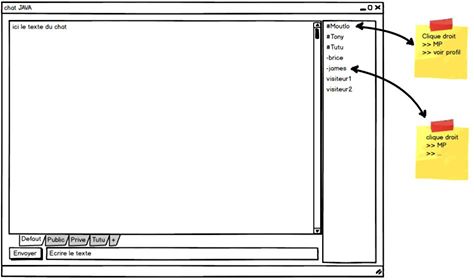 chat JAVA
ici le texte du chat
#Moutlo
#Tony
#Tutu
-brice
-james
visiteur1
visiteur2
Clique droit
>> MP
>> voir profil
clique droit
>> MP
>> ...
Defout Public Prive Tutu +
Envoyer Ecrire le texte